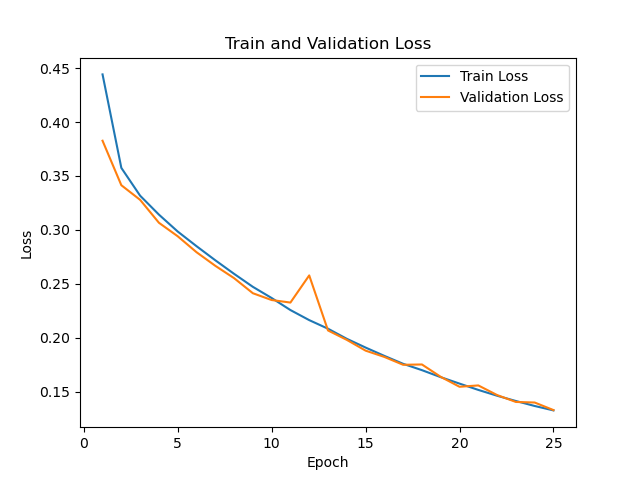 Train and Validation Loss
Train Loss
Validation Loss
0.45
0.40
0.35
0.30
0.25
0.20
0.15
Loss
0 5 10 15 20 25
Epoch